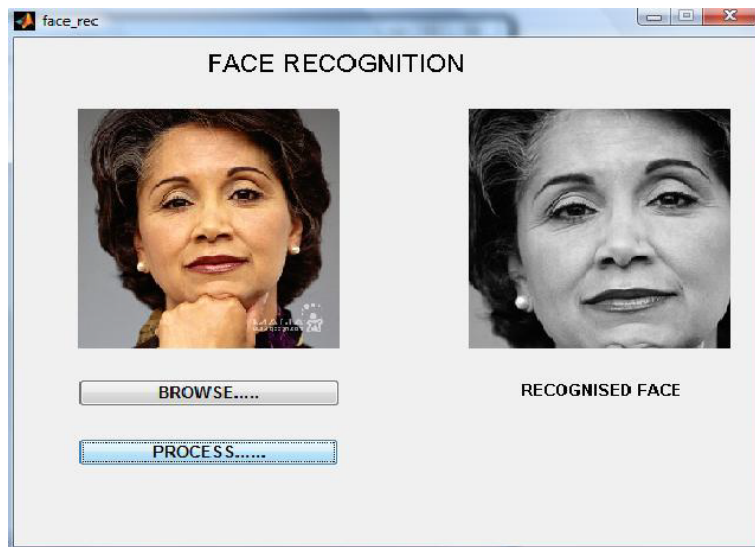 face_rec
FACE RECOGNITION
BROWSE.....
RECOGNISED FACE
PROCESS......